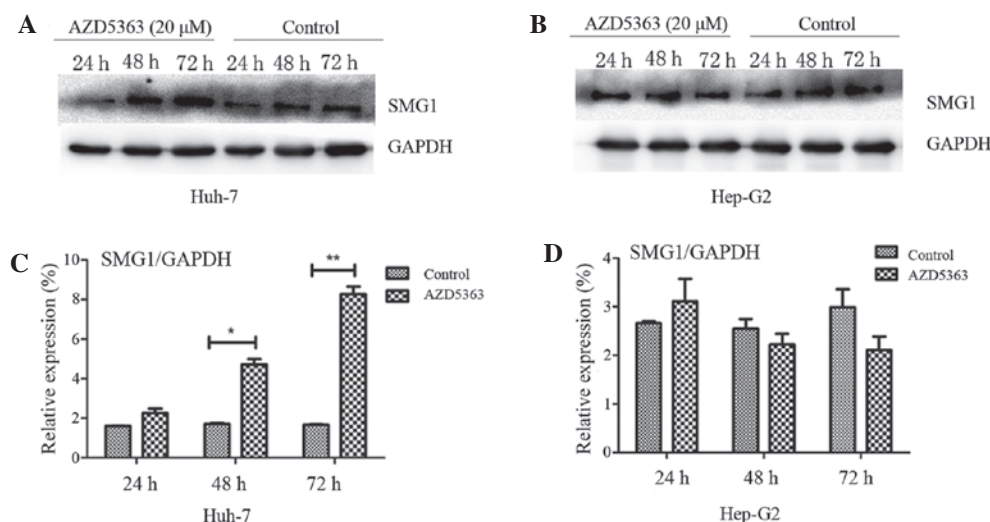 A
AZD5363 (20 μM) Control
24 h 48 h 72 h 24 h 48 h 72 h
SMG1
GAPDH
Huh-7
B
AZD5363 (20 μM) Control
24 h 48 h 72 h 24 h 48 h 72 h
SMG1
GAPDH
Hep-G2
C
SMG1/GAPDH
Control
AZD5363
Relative expression (%)
10
8
6
4
2
0
*
**
24 h 48 h 72 h
Huh-7
D
SMG1/GAPDH
Control
AZD5363
Relative expression (%)
4
3
2
1
0
24 h 48 h 72 h
Hep-G2